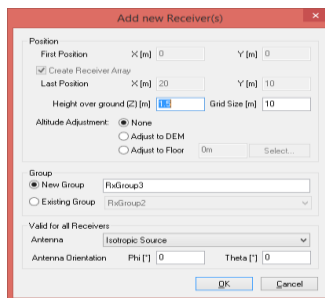 Add new Receiver(s)
Position
First Position X [m] 0 Y [m] 0
Create Receiver Array
Last Position X [m] 20 Y [m] 10
Height over ground (Z) [m] 1.5 Grid Size [m] 10
Altitude Adjustment: None
Adjust to DEM
Adjust to Floor 0m Select...
Group
New Group RxGroup3
Existing Group RxGroup2
Valid for all Receivers
Antenna Isotropic Source
Antenna Orientation Phi [°] 0 Theta [°] 0
OK Cancel